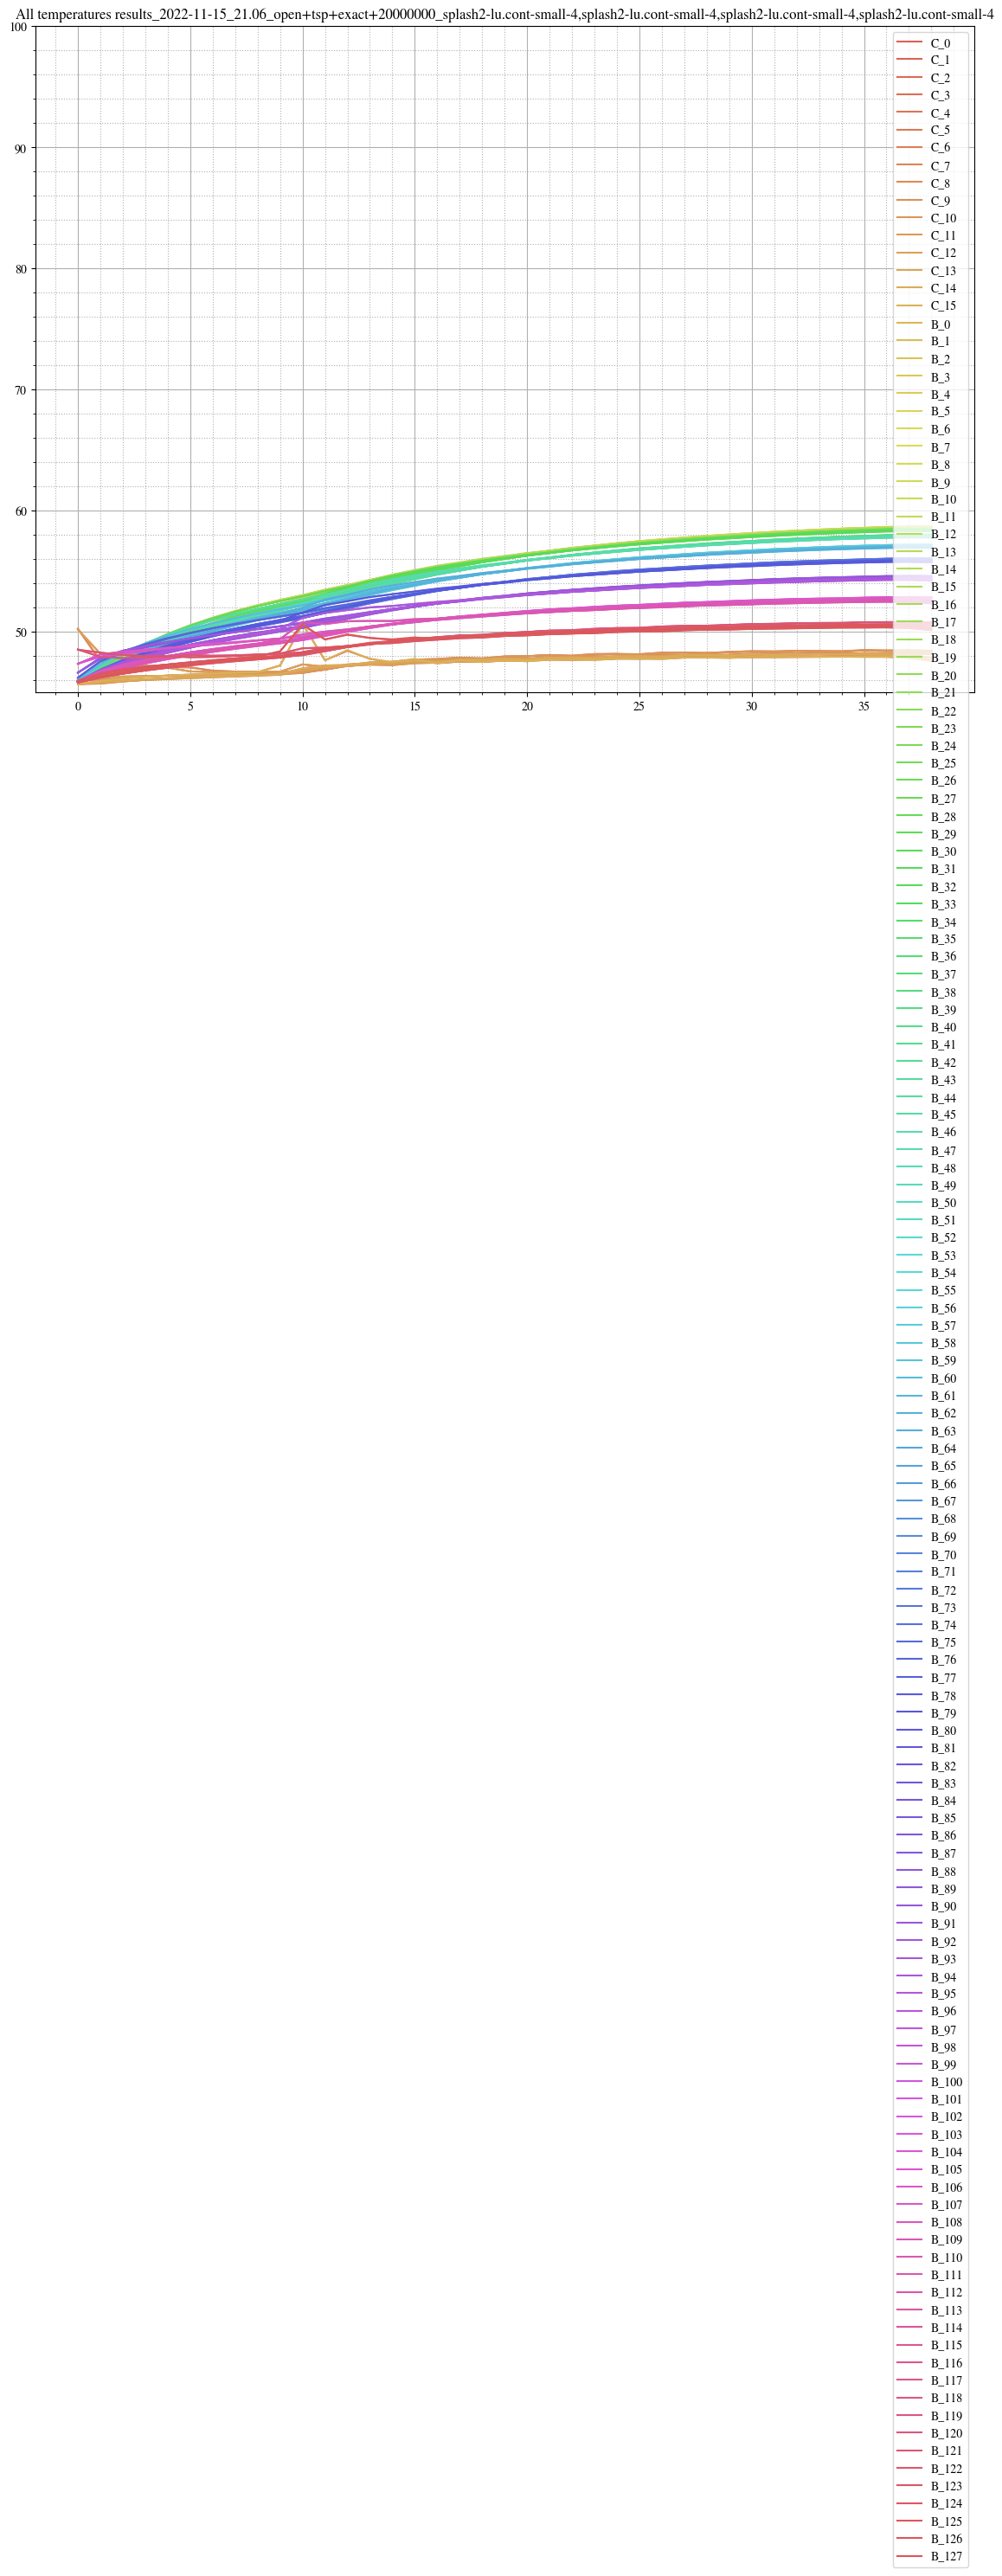 All temperatures results_2022-11-15_21.06_open+tsp+exact+20000000_splash2-lu.cont-small-4,splash2-lu.cont-small-4,splash2-lu.cont-small-4,splash2-lu.cont-small-4
100
90
80
70
60
50
0 5 10 15 20 25 30 35
C_0
C_1
C_2
C_3
C_4
C_5
C_6
C_7
C_8
C_9
C_10
C_11
C_12
C_13
C_14
C_15
B_0
B_1
B_2
B_3
B_4
B_5
B_6
B_7
B_8
B_9
B_10
B_11
B_12
B_13
B_14
B_15
B_16
B_17
B_18
B_19
B_20
B_21
B_22
B_23
B_24
B_25
B_26
B_27
B_28
B_29
B_30
B_31
B_32
B_33
B_34
B_35
B_36
B_37
B_38
B_39
B_40
B_41
B_42
B_43
B_44
B_45
B_46
B_47
B_48
B_49
B_50
B_51
B_52
B_53
B_54
B_55
B_56
B_57
B_58
B_59
B_60
B_61
B_62
B_63
B_64
B_65
B_66
B_67
B_68
B_69
B_70
B_71
B_72
B_73
B_74
B_75
B_76
B_77
B_78
B_79
B_80
B_81
B_82
B_83
B_84
B_85
B_86
B_87
B_88
B_89
B_90
B_91
B_92
B_93
B_94
B_95
B_96
B_97
B_98
B_99
B_100
B_101
B_102
B_103
B_104
B_105
B_106
B_107
B_108
B_109
B_110
B_111
B_112
B_113
B_114
B_115
B_116
B_117
B_118
B_119
B_120
B_121
B_122
B_123
B_124
B_125
B_126
B_127